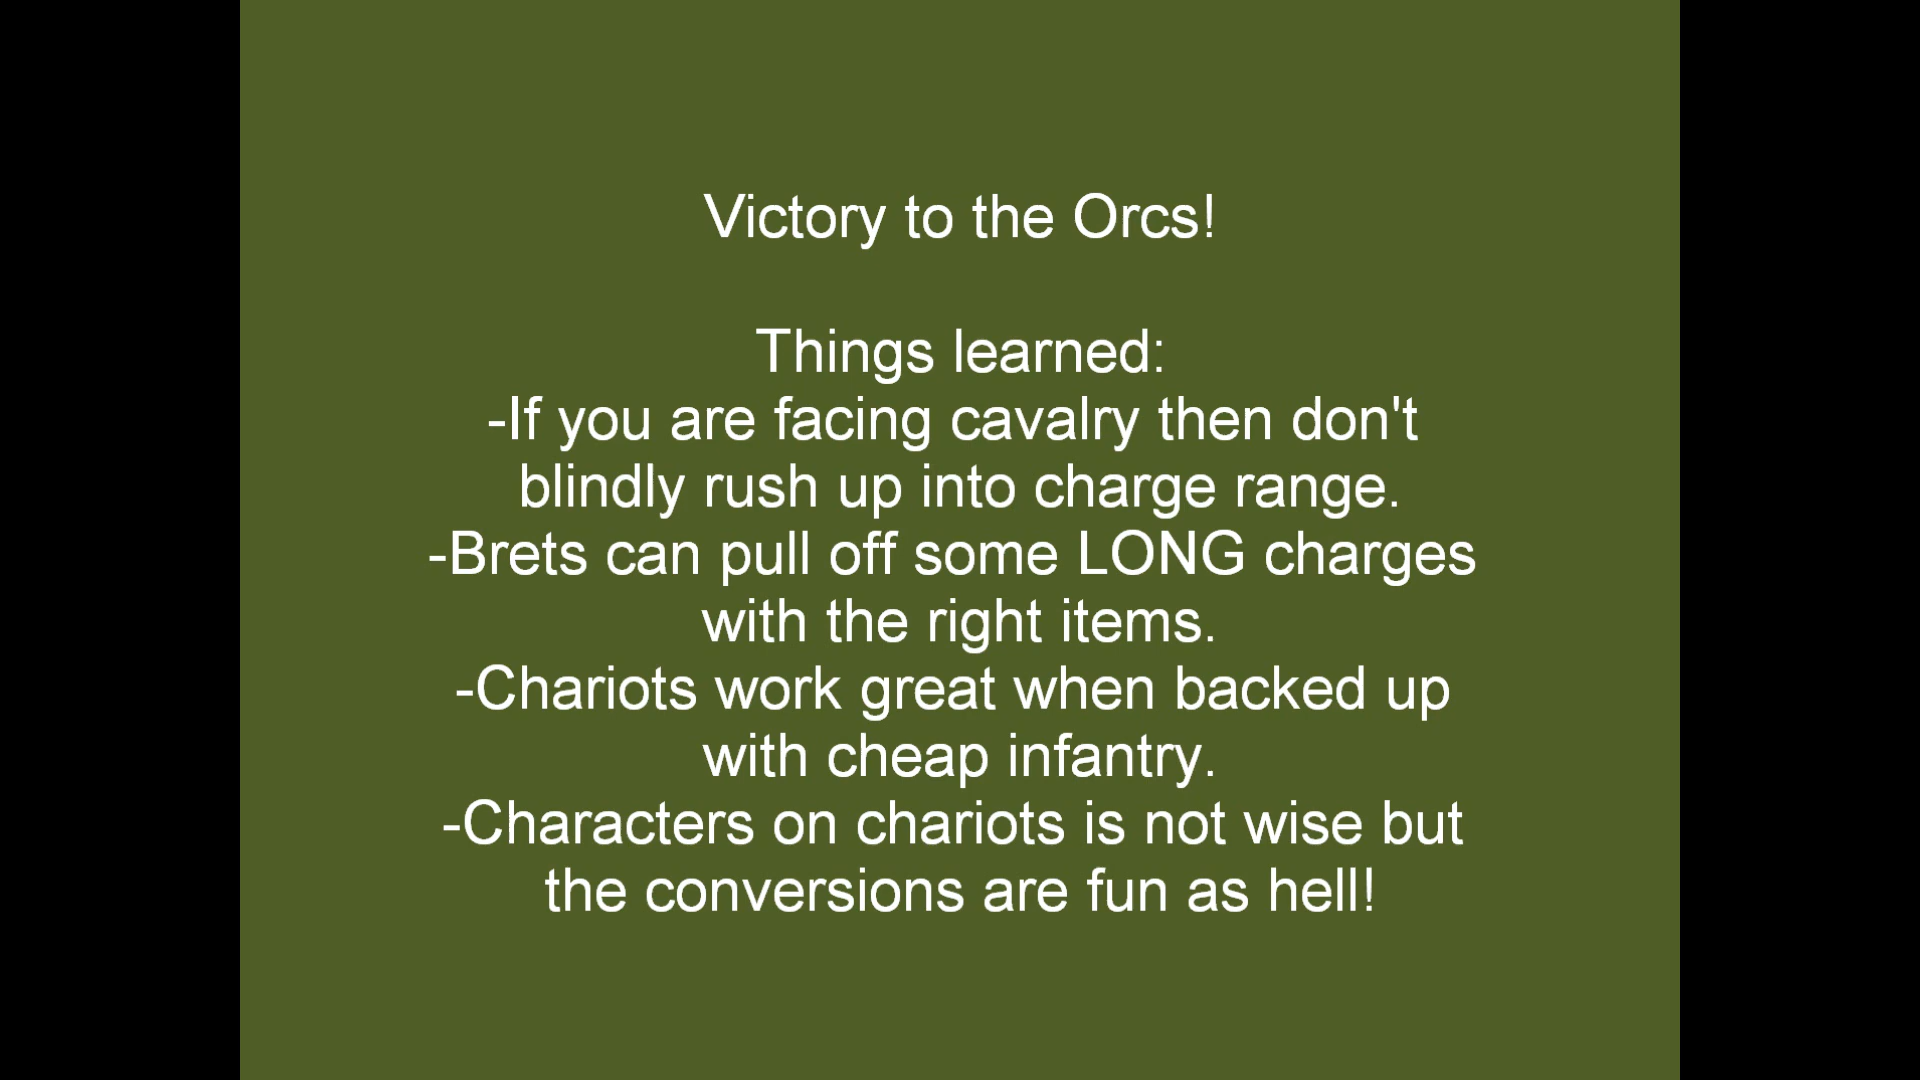 Victory to the Orcs!
Things learned:
-If you are facing cavalry then don't
blindly rush up into charge range.
-Brets can pull off some LONG charges
with the right items.
-Chariots work great when backed up
with cheap infantry.
-Characters on chariots is not wise but
the conversions are fun as hell!